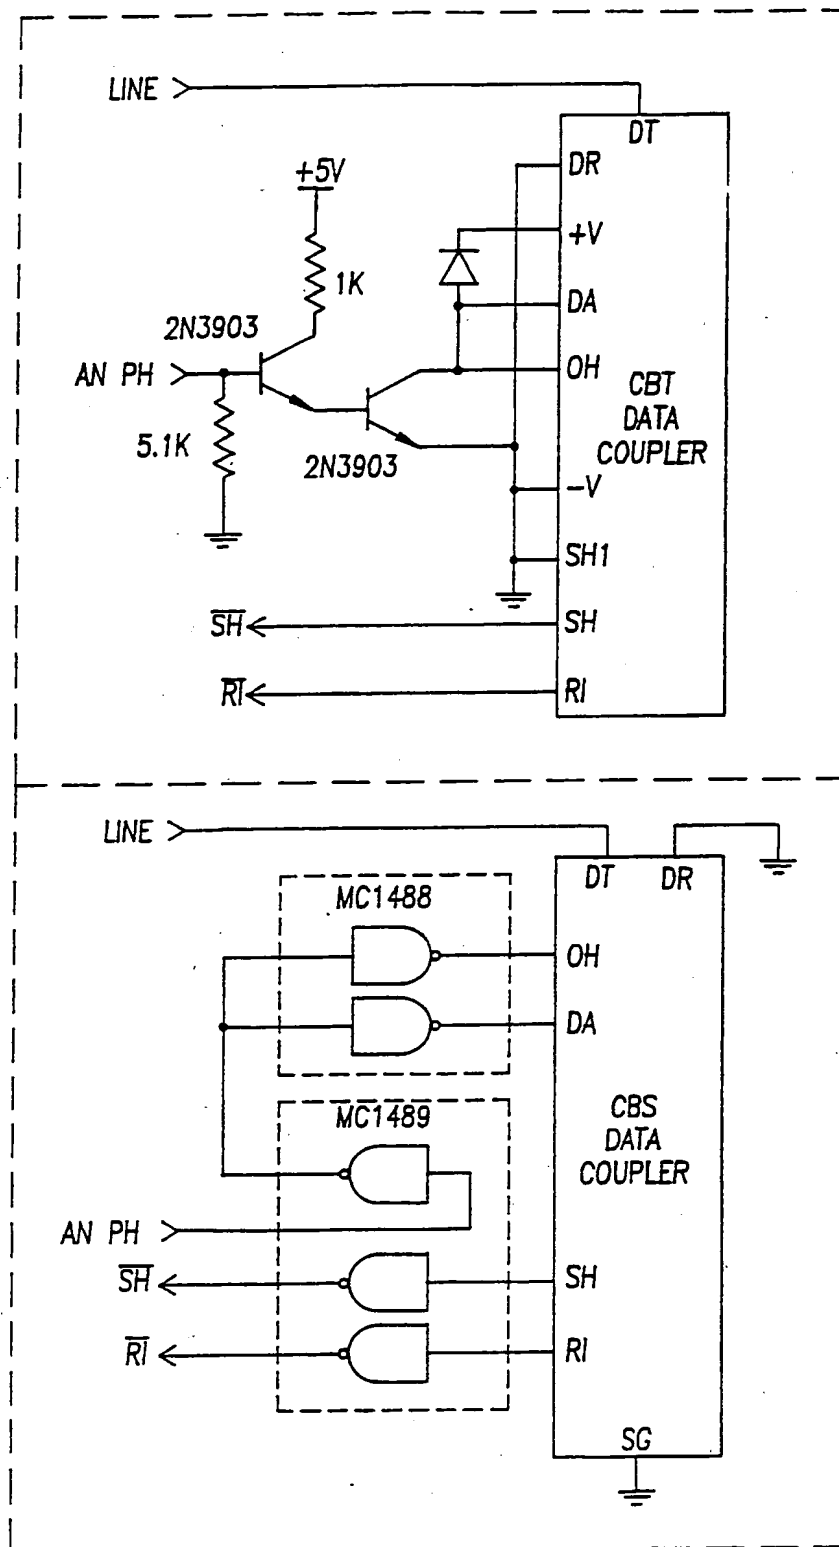 LINE
DT
DR
+5V
+V
1K
DA
2N3903
AN PH
OH
CBT
DATA
COUPLER
5.1K
2N3903
-V
SH1
SH
SH
RI
RI
LINE
DT
DR
MC1488
OH
DA
MC1489
CBS
DATA
COUPLER
AN PH
SH
SH
RI
RI
SG